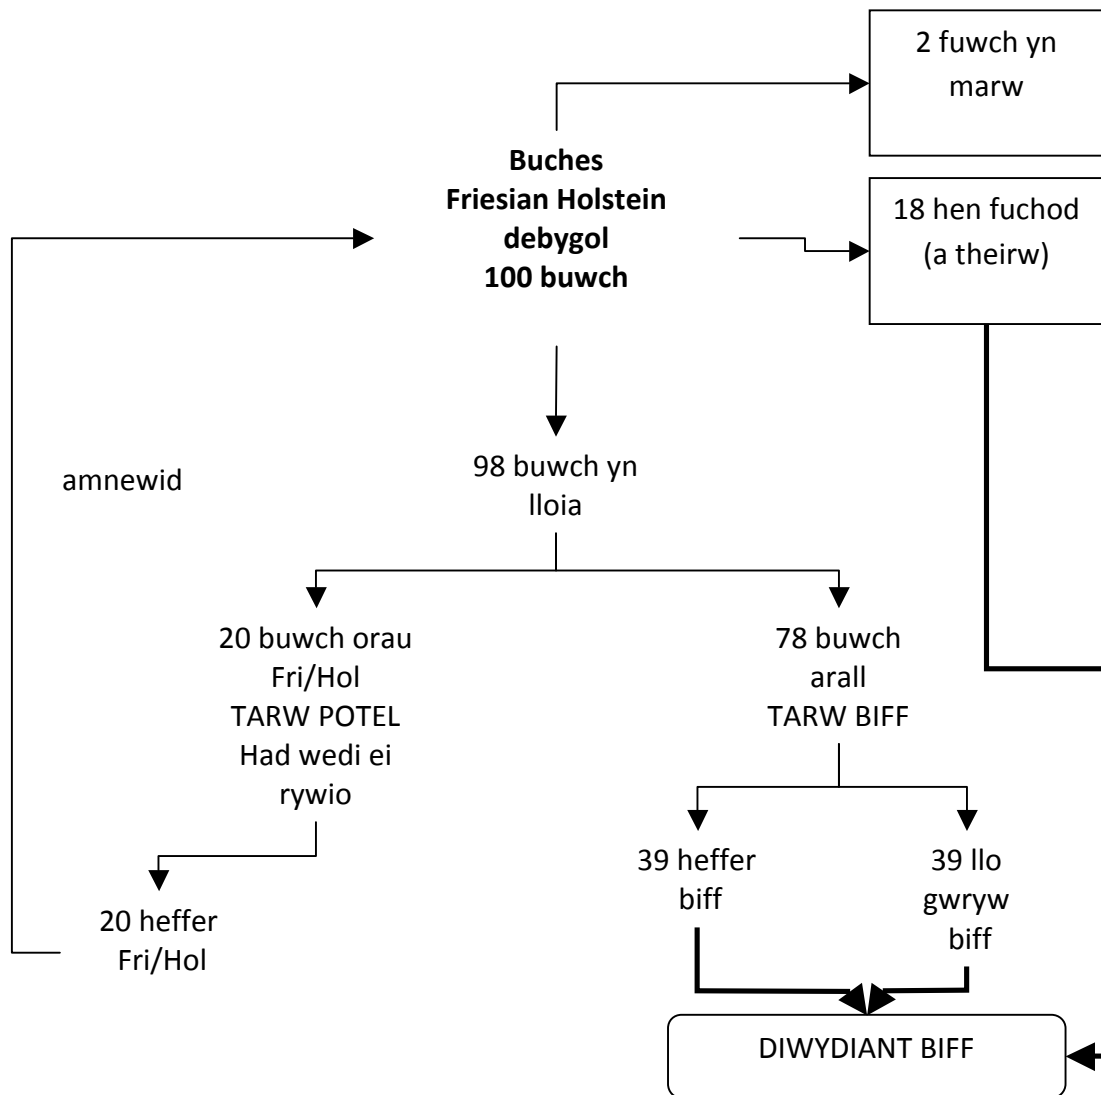 2 fuwch yn
marw
Buches
Friesian Holstein
debygol
100 buwch
18 hen fuchod
(a theirw)
amnewid
98 buwch yn
lloia
20 buwch orau
Fri/Hol
TARW POTEL
Had wedi ei
rywio
78 buwch
arall
TARW BIFF
39 heffer
biff
39 llo
gwryw
biff
20 heffer
Fri/Hol
DIWYDIANT BIFF